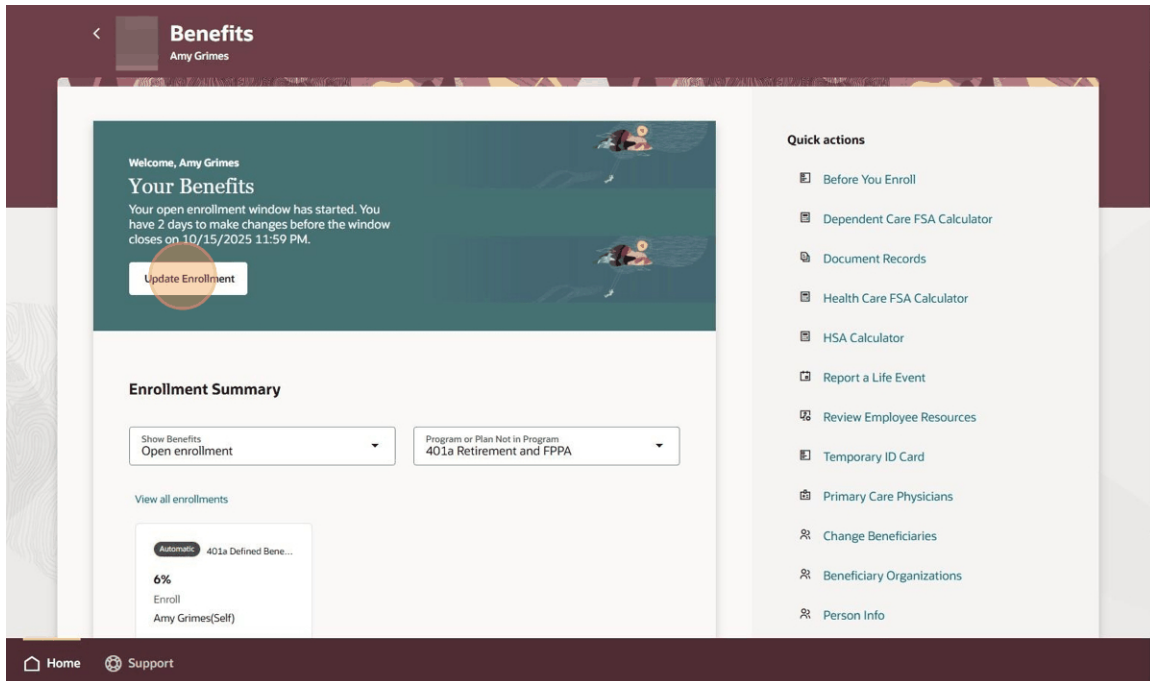 Benefits
Amy Grimes
Welcome, Amy Grimes
Your Benefits
Your open enrollment window has started. You
have 2 days to make changes before the window
closes on 10/15/2025 11:59 PM.
Update Enrollment
Enrollment Summary
Show Benefits
Open enrollment
Program or Plan Not in Program
401a Retirement and FPPA
View all enrollments
Automatic 401a Defined Bene...
6%
Enroll
Amy Grimes(Self)
Quick actions
Before You Enroll
Dependent Care FSA Calculator
Document Records
Health Care FSA Calculator
HSA Calculator
Report a Life Event
Review Employee Resources
Temporary ID Card
Primary Care Physicians
Change Beneficiaries
Beneficiary Organizations
Person Info
Home
Support